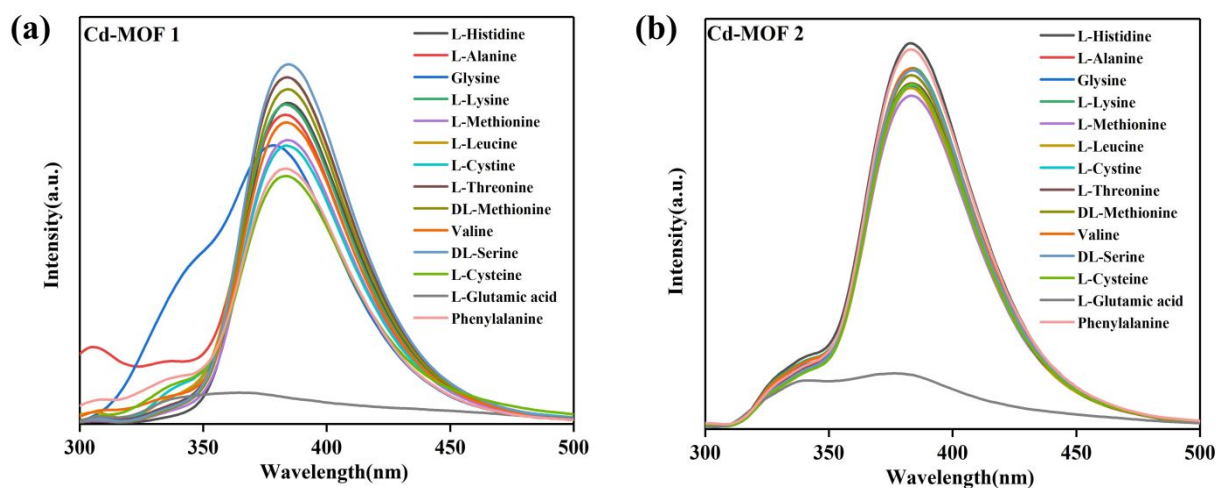 (a)
Cd-MOF 1
L-Histidine
L-Alanine
Glysine
L-Lysine
L-Methionine
L-Leucine
L-Cystine
L-Threonine
DL-Methionine
Valine
DL-Serine
L-Cysteine
L-Glutamic acid
Phenylalanine
Intensity(a.u.)
300 350 400 450 500
Wavelength(nm)
(b)
Cd-MOF 2
L-Histidine
L-Alanine
Glysine
L-Lysine
L-Methionine
L-Leucine
L-Cystine
L-Threonine
DL-Methionine
Valine
DL-Serine
L-Cysteine
L-Glutamic acid
Phenylalanine
Intensity(a.u.)
300 350 400 450 500
Wavelength(nm)